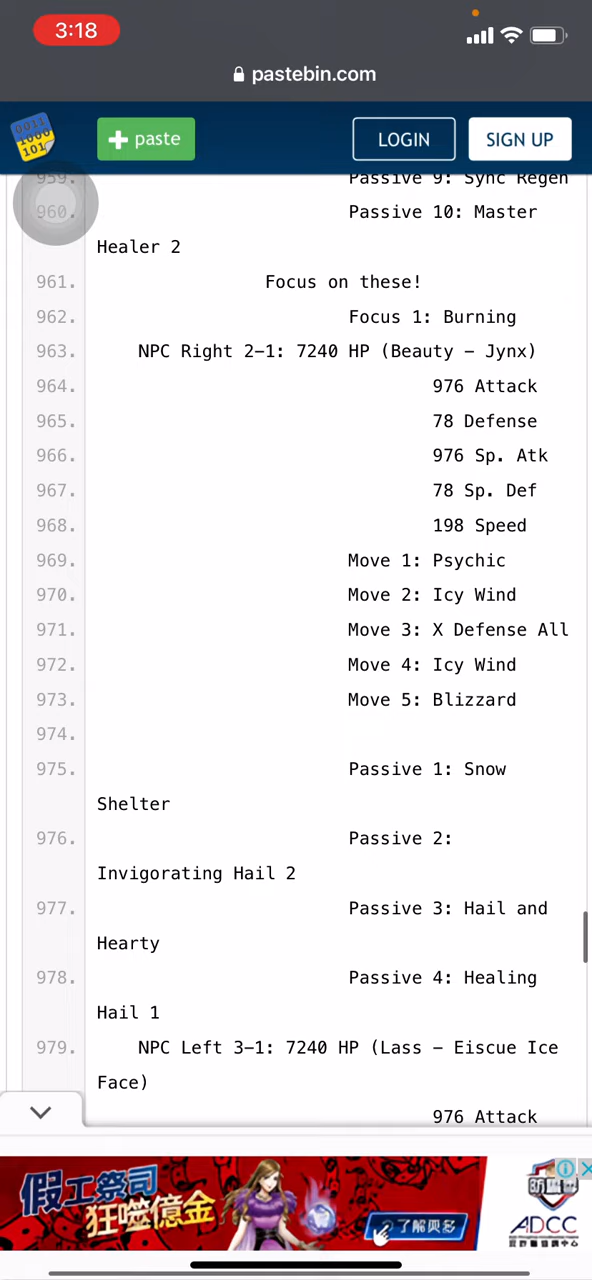 3:18
pastebin.com
0011
1000
101
+ paste
LOGIN
SIGN UP
959. Passive 9: Sync Regen
960. Passive 10: Master
Healer 2
961. Focus on these!
962. Focus 1: Burning
963. NPC Right 2-1: 7240 HP (Beauty - Jynx)
964. 976 Attack
965. 78 Defense
966. 976 Sp. Atk
967. 78 Sp. Def
968. 198 Speed
969. Move 1: Psychic
970. Move 2: Icy Wind
971. Move 3: X Defense All
972. Move 4: Icy Wind
973. Move 5: Blizzard
974.
975. Passive 1: Snow
Shelter
976. Passive 2:
Invigorating Hail 2
977. Passive 3: Hail and
Hearty
978. Passive 4: Healing
Hail 1
979. NPC Left 3-1: 7240 HP (Lass - Eiscue Ice
Face)
976 Attack
假工祭司
狂噬億金
了解更多
ADCC